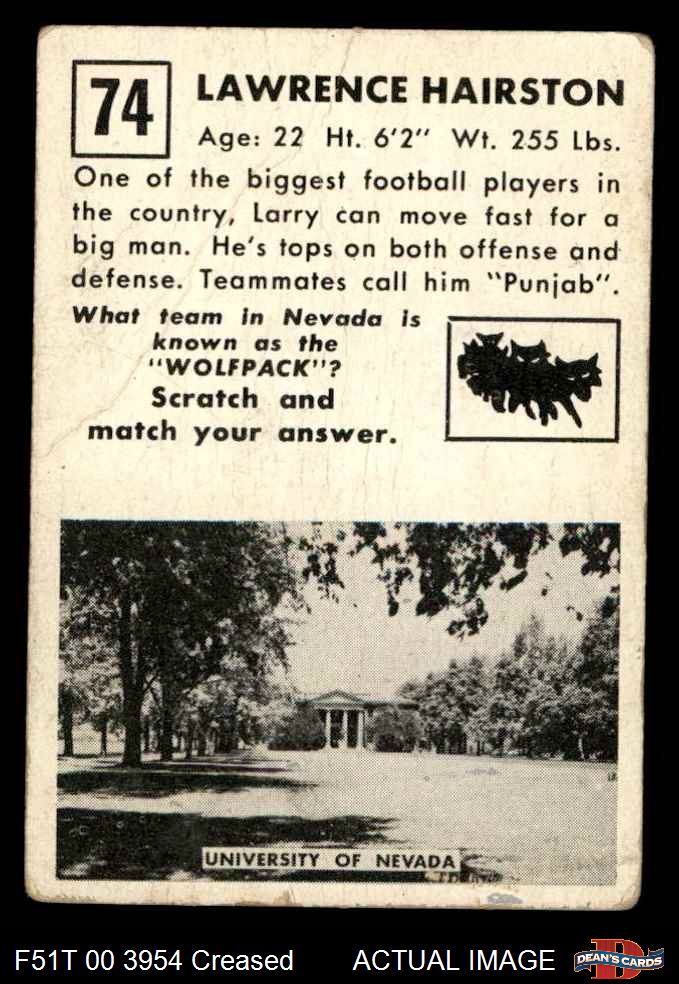 74
LAWRENCE HAIRSTON
Age: 22 Ht. 6'2" Wt. 255 Lbs.
One of the biggest football players in
the country, Larry can move fast for a
big man. He's tops on both offense and
defense. Teammates call him "Punjab".
What team in Nevada is
known as the
"WOLFPACK"?
Scratch and
match your answer.
UNIVERSITY OF NEVADA
F51T 00 3954 Creased ACTUAL IMAGE
DEAN'S CARDS